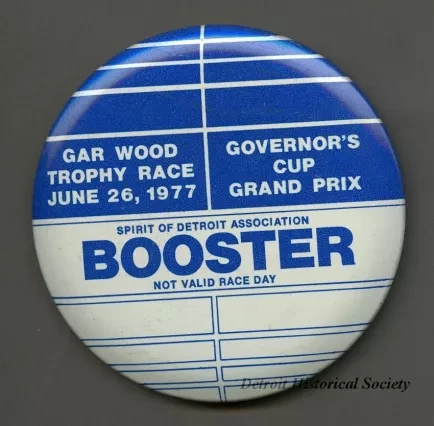 GAR WOOD
TROPHY RACE
JUNE 26, 1977
GOVERNOR'S
CUP
GRAND PRIX
SPIRIT OF DETROIT ASSOCIATION
BOOSTER
NOT VALID RACE DAY
Detroit Historical Society